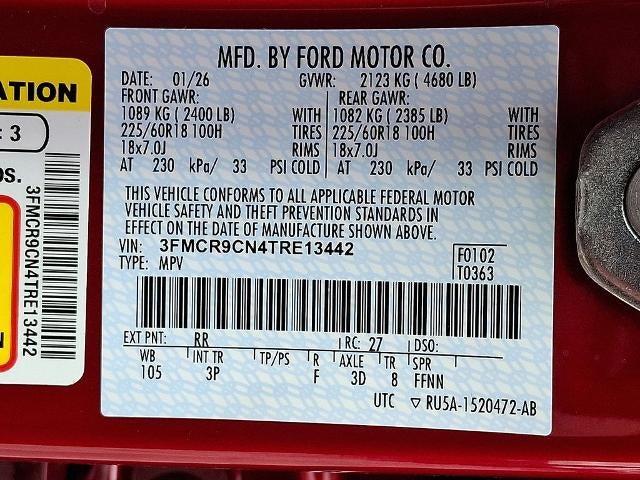 ATION
: 3
OS.
3FMCR9CN4TRE13442
N
MFD. BY FORD MOTOR CO.
DATE: 01/26 GVWR: 2123 KG ( 4680 LB)
FRONT GAWR: REAR GAWR:
1089 KG ( 2400 LB) WITH 1082 KG ( 2385 LB) WITH
225/60R18 100H TIRES 225/60R18 100H TIRES
18x7.0J RIMS 18x7.0J RIMS
AT 230 kPa/ 33 PSI COLD AT 230 kPa/ 33 PSI COLD
THIS VEHICLE CONFORMS TO ALL APPLICABLE FEDERAL MOTOR
VEHICLE SAFETY AND THEFT PREVENTION STANDARDS IN
EFFECT ON THE DATE OF MANUFACTURE SHOWN ABOVE.
VIN: 3FMCR9CN4TRE13442 F0102
TYPE: MPV T0363
EXT PNT: RR RC: 27 DSO:
WB INT TR TP/PS R AXLE TR SPR
105 3P F 3D 8 FFNN
UTC ▽ RU5A-1520472-AB